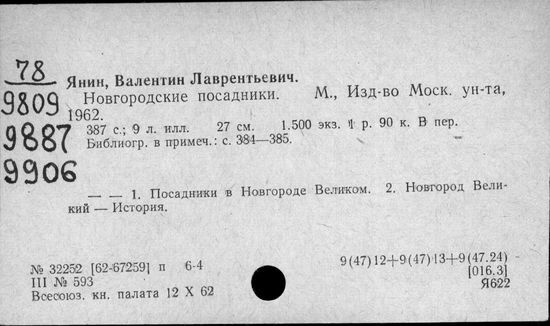 78
9809
9887
9906
Янин, Валентин Лаврентьевич.
Новгородские посадники. М., Изд-во Моск. ун-та,
1962.
387 с.; 9 л. илл. 27 см. 1.500 экз. 1 р. 90 к. В пер.
Библиогр. в примеч.: с. 384—385.
— — 1. Посадники в Новгороде Великом. 2. Новгород Вели-
кий — История.
№ 32252 [62-67259] п 6-4
III № 593
Всесоюз. кн. палата 12 X 62
9(47)12+9(47)13+9(47.24)
[016.3]
Я622